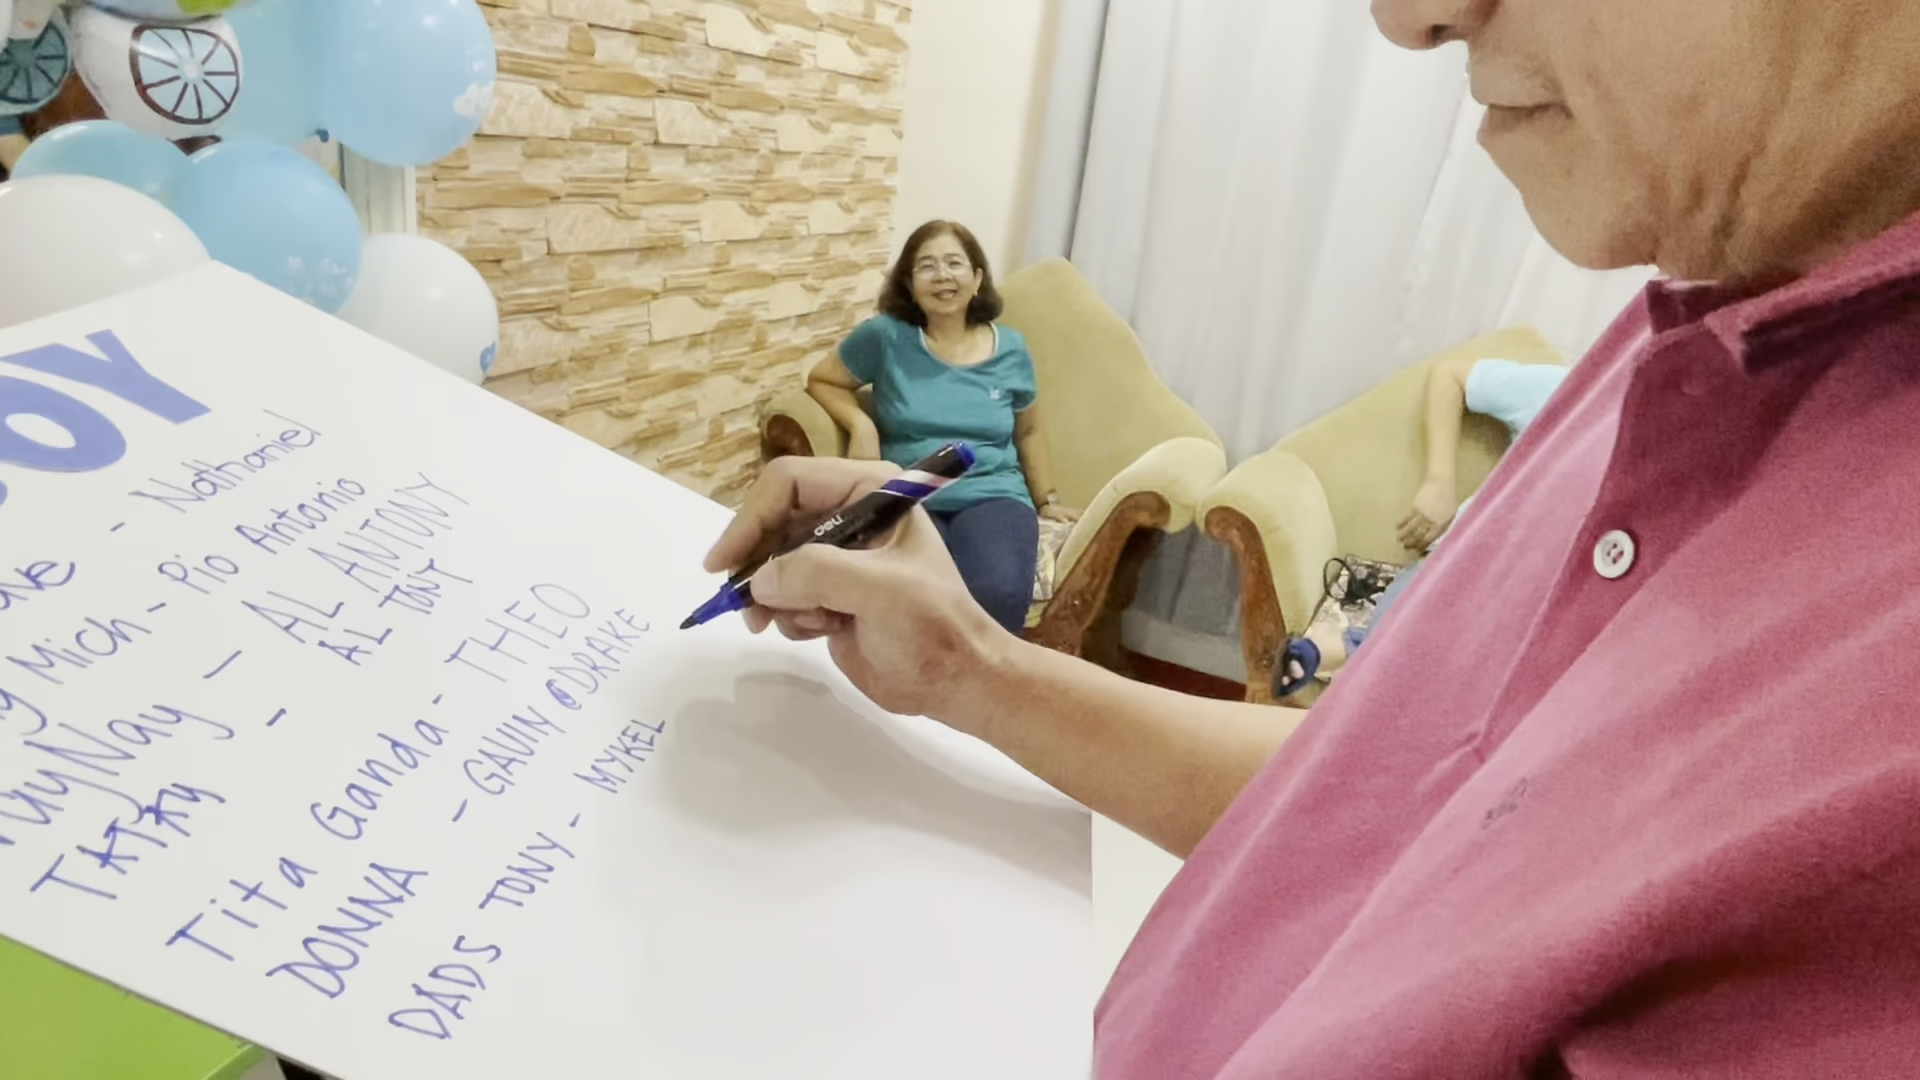 OY
- Nathaniel
Mich - Pio Antonio
NayNay - AL ANTONY
TATAY - AL TONY
Tita Ganda - THEO
DONNA - GAVIN @DRAKE
DADS TONY - MYKEL
deli